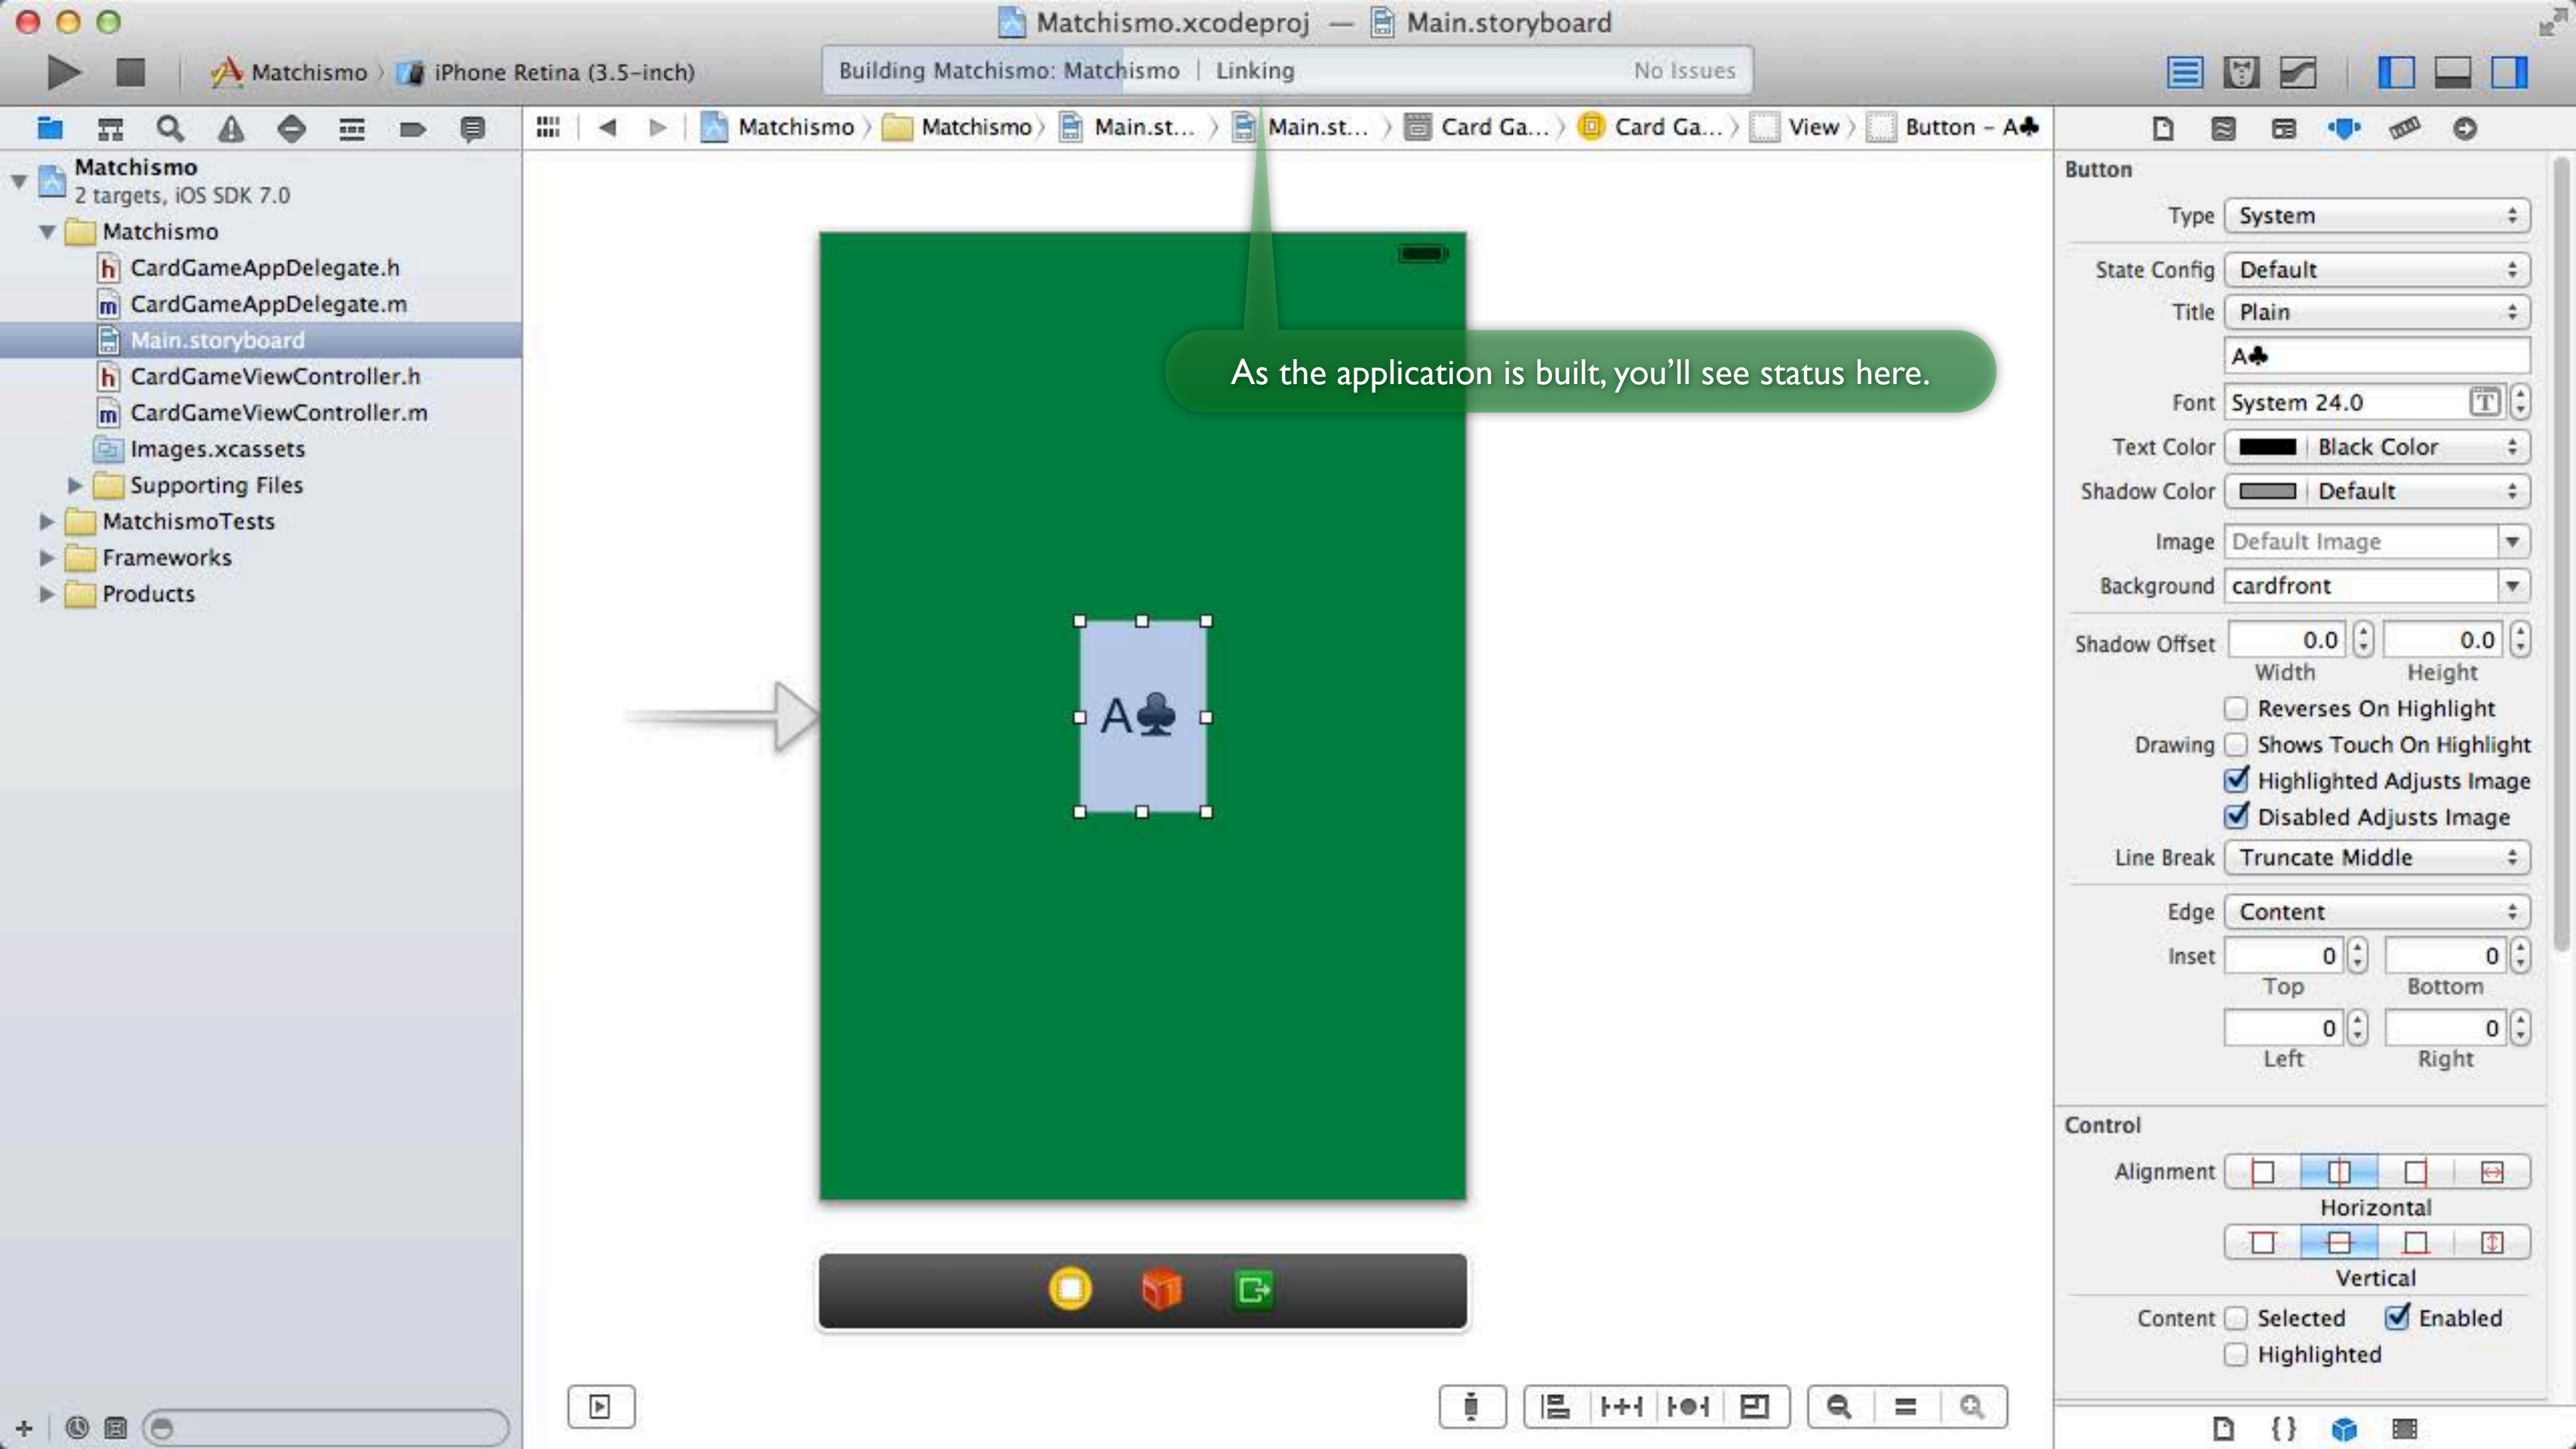 Matchismo.xcodeproj — Main.storyboard
Matchismo iPhone Retina (3.5-inch)
Building Matchismo: Matchismo | Linking No Issues
Matchismo Matchismo Main.st... Main.st... Card Ga... Card Ga... View Button - A♣
Matchismo
2 targets, iOS SDK 7.0
Matchismo
h CardGameAppDelegate.h
m CardGameAppDelegate.m
Main.storyboard
h CardGameViewController.h
m CardGameViewController.m
Images.xcassets
Supporting Files
MatchismoTests
Frameworks
Products
As the application is built, you'll see status here.
A♣
Button
Type System
State Config Default
Title Plain
A♣
Font System 24.0 T
Text Color Black Color
Shadow Color Default
Image Default Image
Background cardfront
Shadow Offset 0.0 0.0
Width Height
Reverses On Highlight
Drawing Shows Touch On Highlight
Highlighted Adjusts Image
Disabled Adjusts Image
Line Break Truncate Middle
Edge Content
Inset 0 0
Top Bottom
0 0
Left Right
Control
Alignment
Horizontal
Vertical
Content Selected Enabled
Highlighted
{}